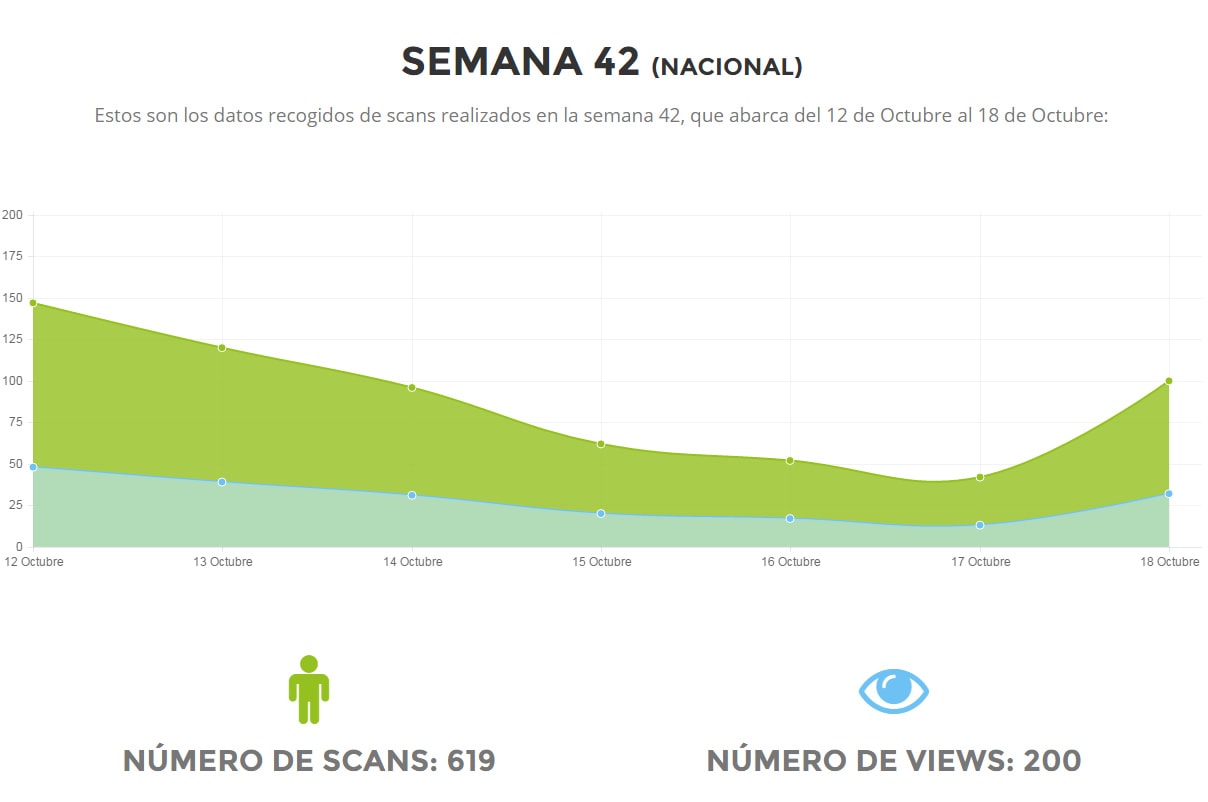 SEMANA 42 (NACIONAL)
Estos son los datos recogidos de scans realizados en la semana 42, que abarca del 12 de Octubre al 18 de Octubre:
200
175
150
125
100
75
50
25
0
12 Octubre 13 Octubre 14 Octubre 15 Octubre 16 Octubre 17 Octubre 18 Octubre
NÚMERO DE SCANS: 619 NÚMERO DE VIEWS: 200